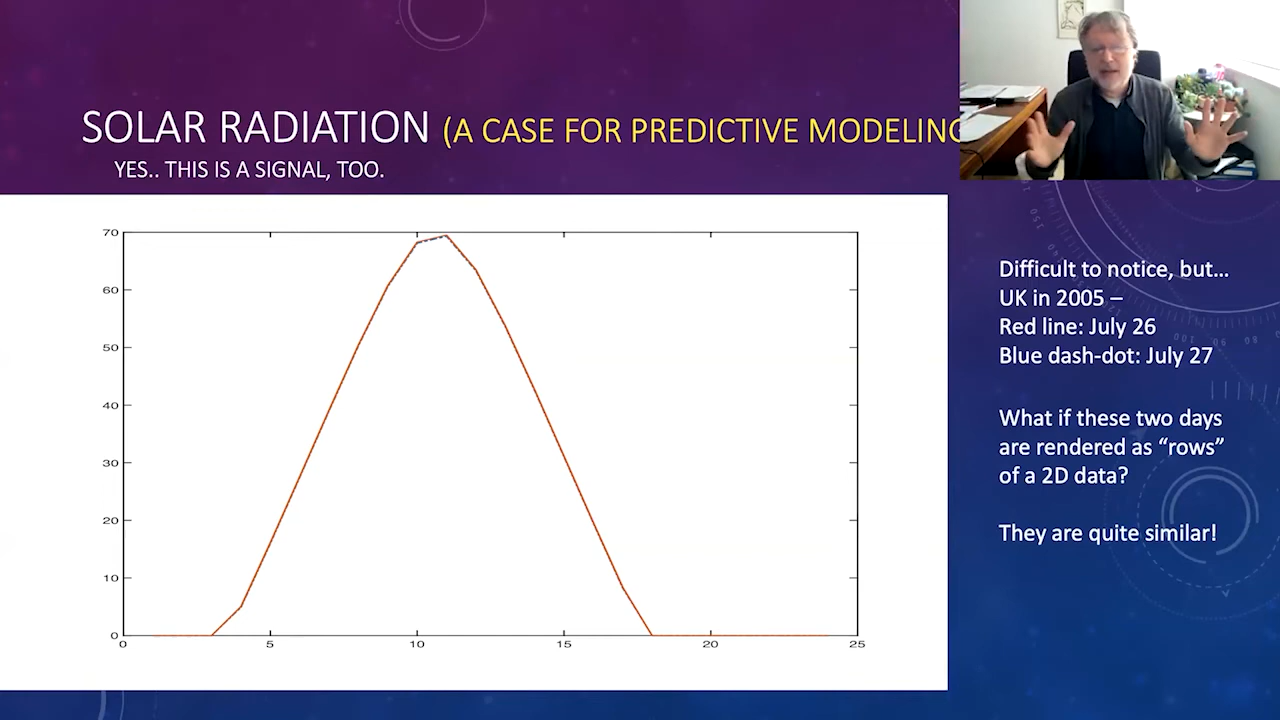 SOLAR RADIATION (A CASE FOR PREDICTIVE MODELING
YES.. THIS IS A SIGNAL, TOO.
70
60
50
40
30
20
10
0
0 5 10 15 20 25
Difficult to notice, but...
UK in 2005 –
Red line: July 26
Blue dash-dot: July 27
What if these two days
are rendered as “rows”
of a 2D data?
They are quite similar!